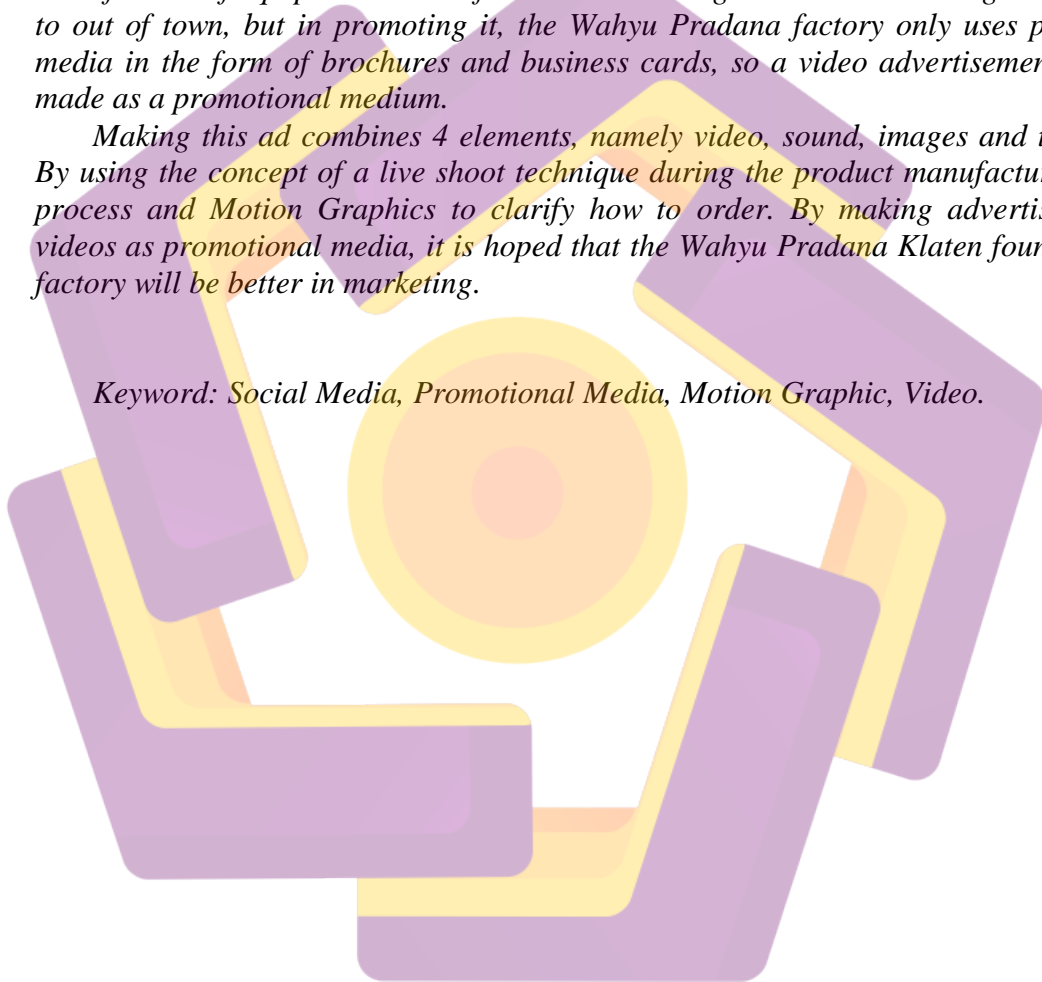 to out of town, but in promoting it, the Wahyu Pradana factory only uses
media in the form of brochures and business cards, so a video
made as a promotional medium.
Making this ad combines 4 elements, namely video, sound, images and
By using the concept of a live shoot technique during the product
process and Motion Graphics to clarify how to order. By making
videos as promotional media, it is hoped that the Wahyu Pradana Klaten
factory will be better in marketing.
Keyword: Social Media, Promotional Media, Motion Graphic, Video.